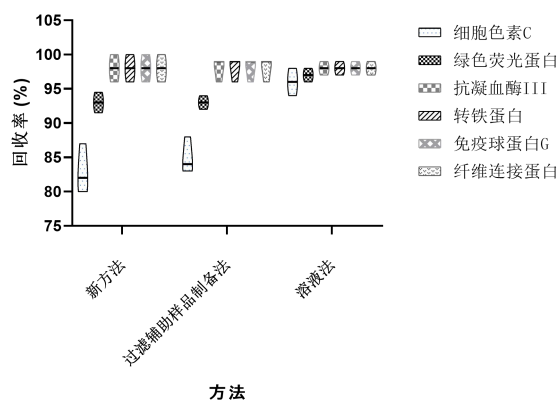 105
100
95
90
85
80
75
回收率(%)
新方法
过滤辅助样品制备法
溶液法
方法
细胞色素C
绿色荧光蛋白
抗凝血酶III
转铁蛋白
免疫球蛋白G
纤维连接蛋白